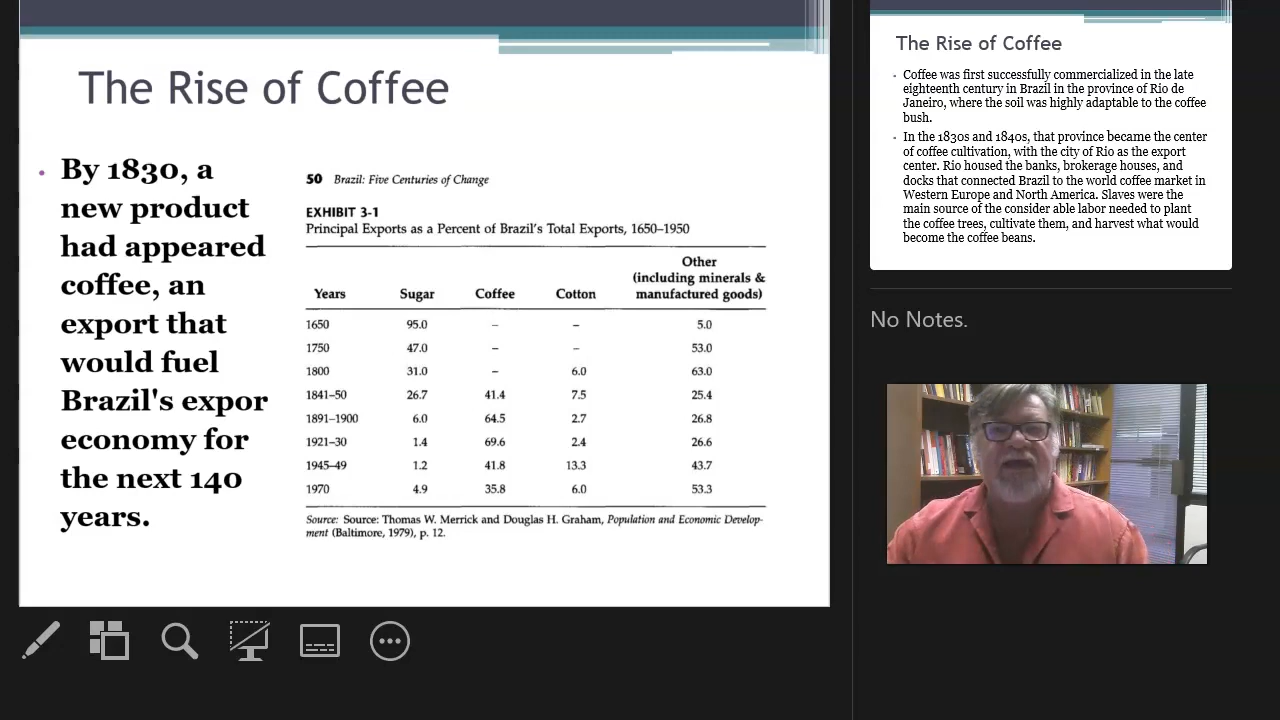 The Rise of Coffee
• By 1830, a
new product
had appeared
coffee, an
export that
would fuel
Brazil's expor
economy for
the next 140
years.
50 Brazil: Five Centuries of Change
EXHIBIT 3-1
Principal Exports as a Percent of Brazil's Total Exports, 1650–1950
Other
(including minerals &
Years Sugar Coffee Cotton manufactured goods)
1650 95.0 – – 5.0
1750 47.0 – – 53.0
1800 31.0 – 6.0 63.0
1841–50 26.7 41.4 7.5 25.4
1891–1900 6.0 64.5 2.7 26.8
1921–30 1.4 69.6 2.4 26.6
1945–49 1.2 41.8 13.3 43.7
1970 4.9 35.8 6.0 53.3
Source: Source: Thomas W. Merrick and Douglas H. Graham, Population and Economic Develop-
ment (Baltimore, 1979), p. 12.
The Rise of Coffee
• Coffee was first successfully commercialized in the late
eighteenth century in Brazil in the province of Rio de
Janeiro, where the soil was highly adaptable to the coffee
bush.
• In the 1830s and 1840s, that province became the center
of coffee cultivation, with the city of Rio as the export
center. Rio housed the banks, brokerage houses, and
docks that connected Brazil to the world coffee market in
Western Europe and North America. Slaves were the
main source of the consider able labor needed to plant
the coffee trees, cultivate them, and harvest what would
become the coffee beans.
No Notes.